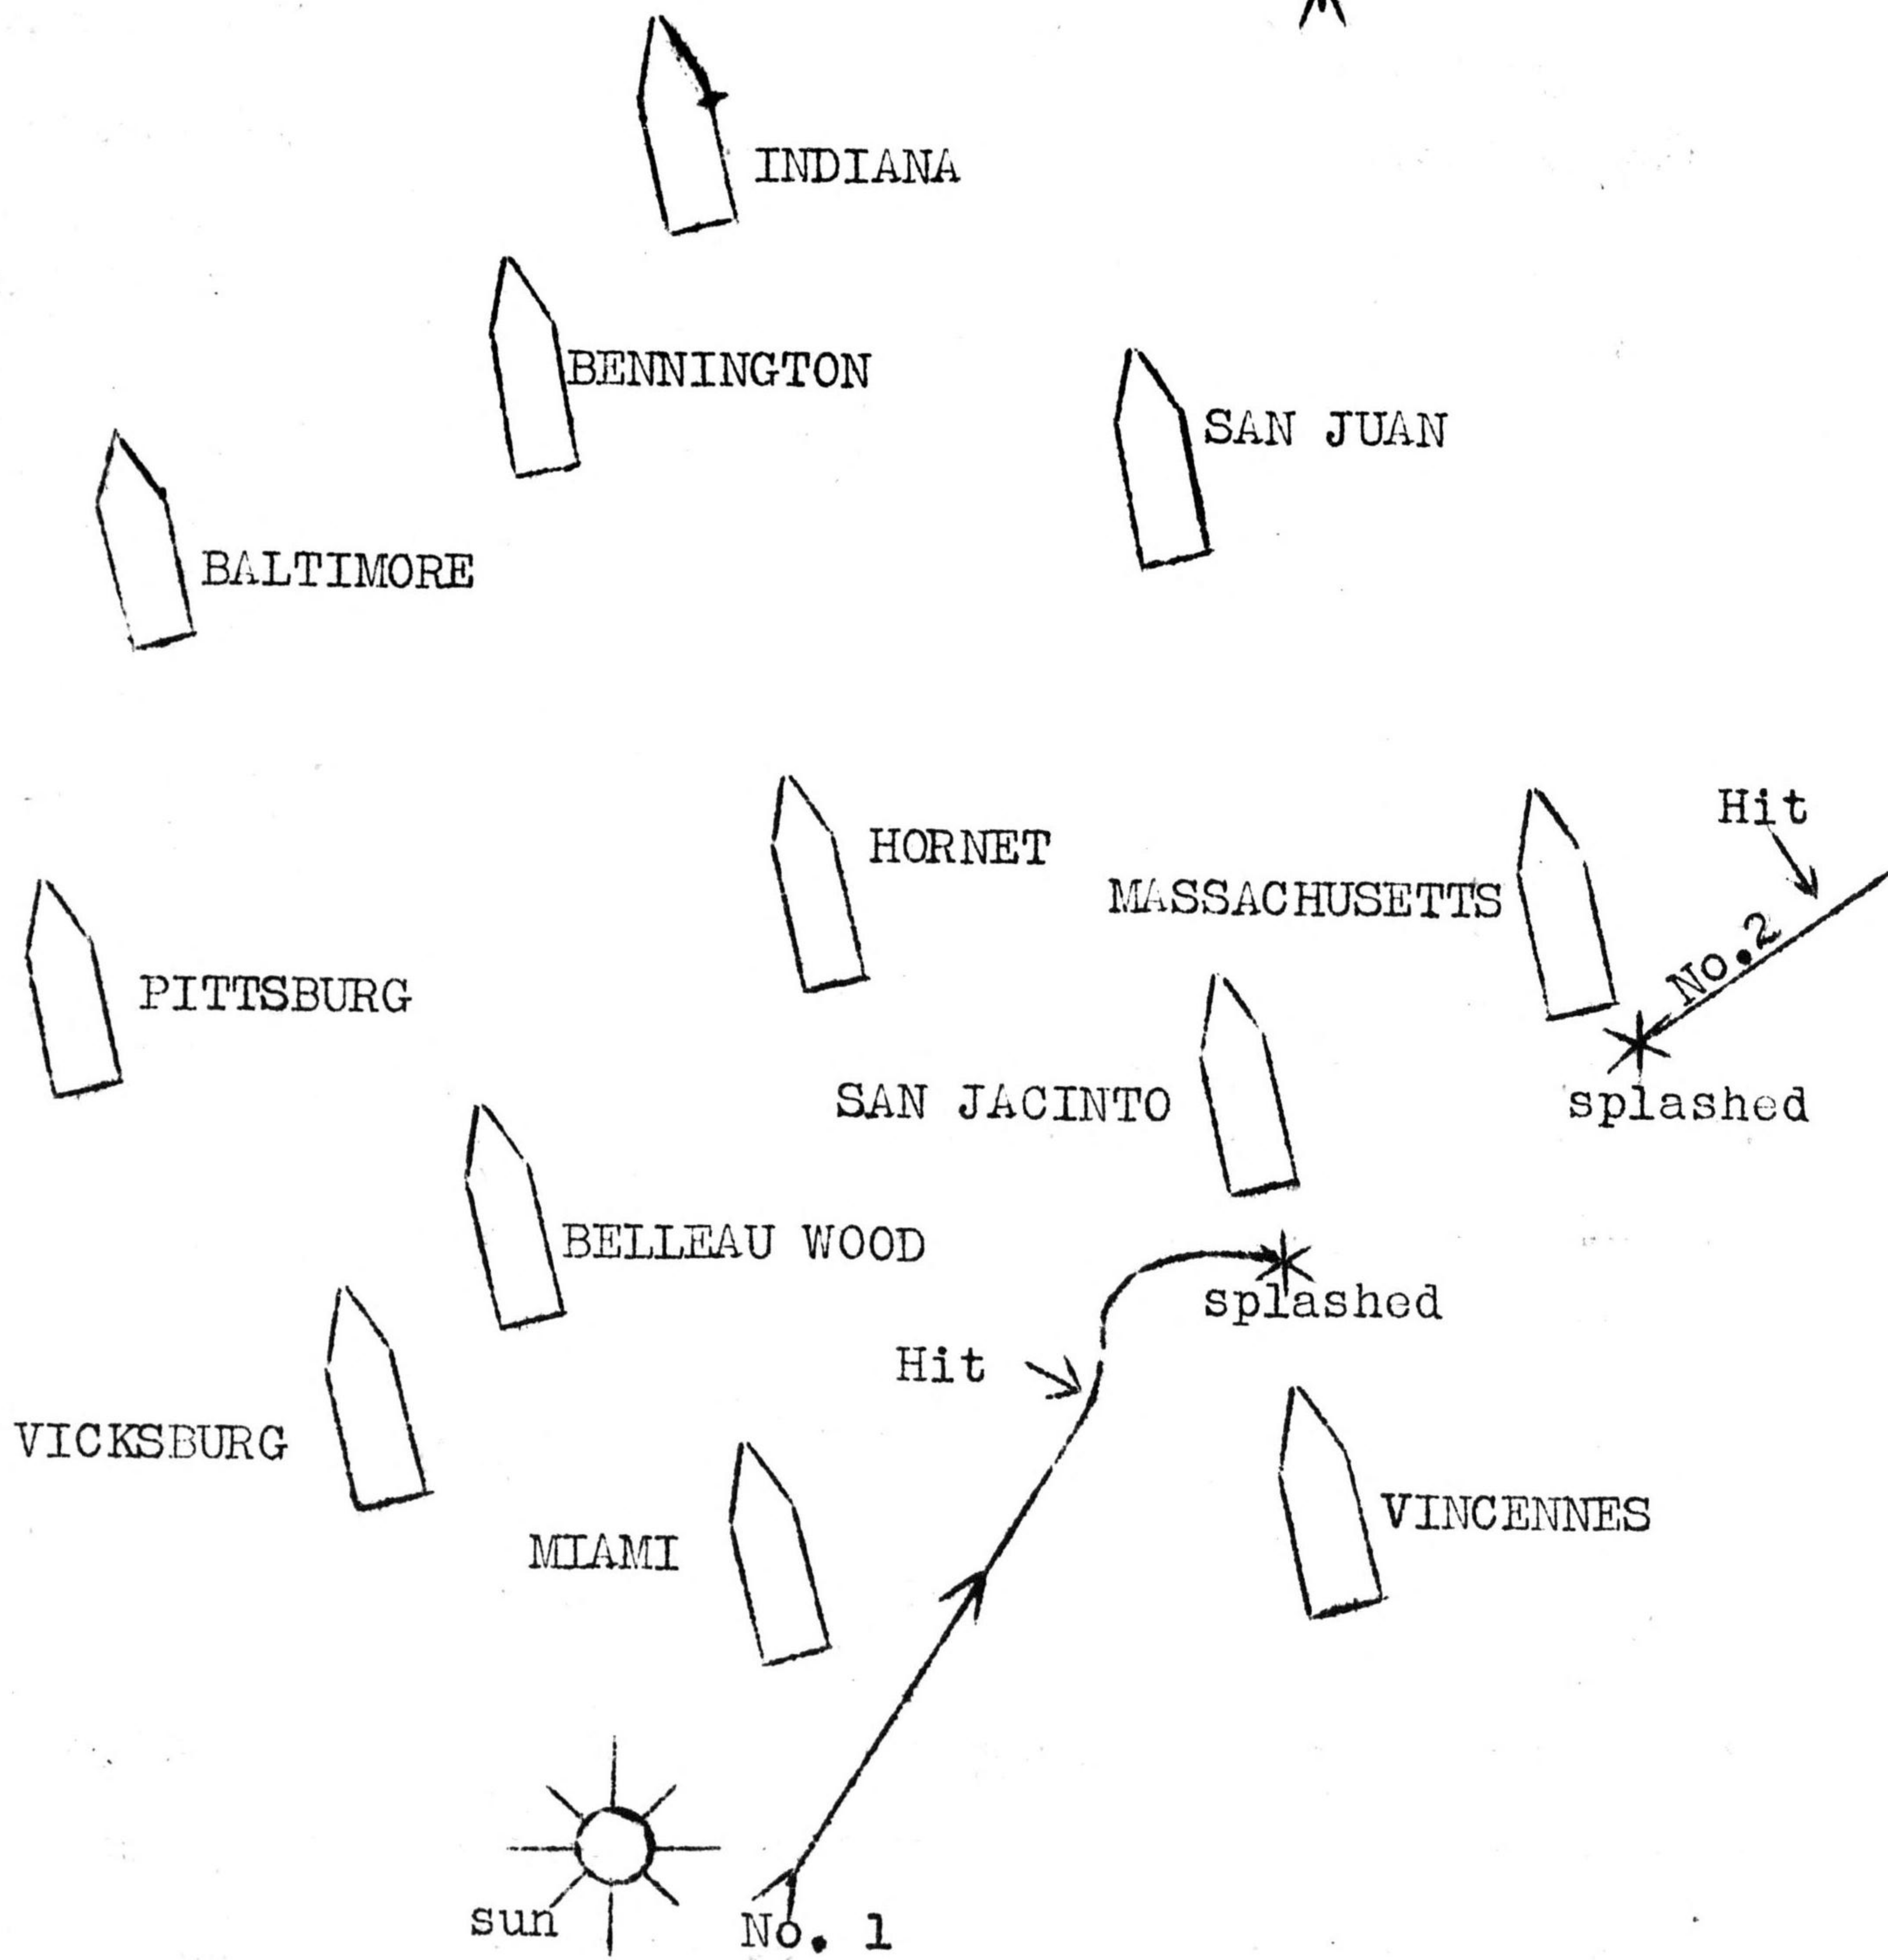 INDIANA
BENNINGTON
SAN JUAN
BALTIMORE
Hit
HORNET
MASSACHUSETTS
No.2
PITTSBURG
SAN JACINTO
splashed
BELLEAU WOOD
splashed
Hit
VICKSBURG
VINCENNES
MIAMI
sun
No. 1